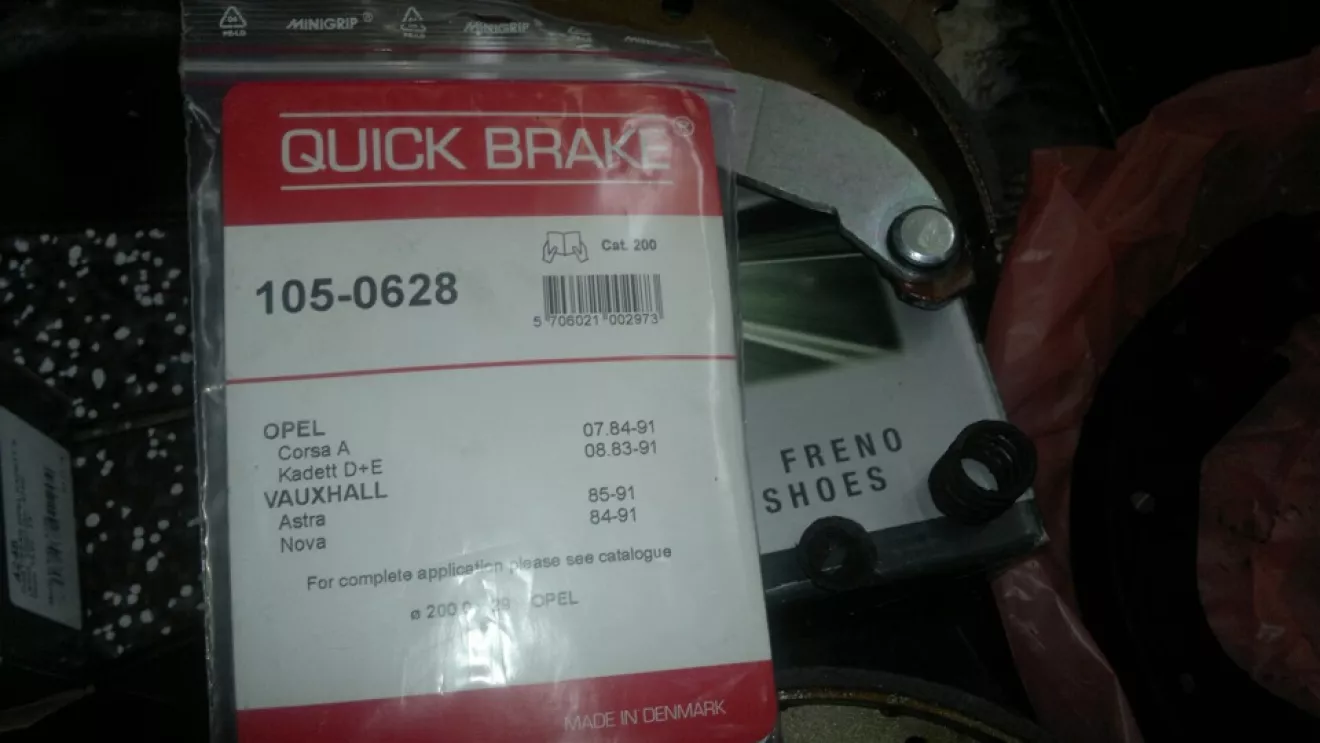 MINIGRIP ®
MINIGRIP ®
QUICK BRAKE ®
Cat. 200
105-0628
5 706021 002973
OPEL
Corsa A 07.84-91
Kadett D+E 08.83-91
VAUXHALL
Astra 85-91
Nova 84-91
For complete application please see catalogue
ø 200 OPEL
MADE IN DENMARK
FRENO
SHOES